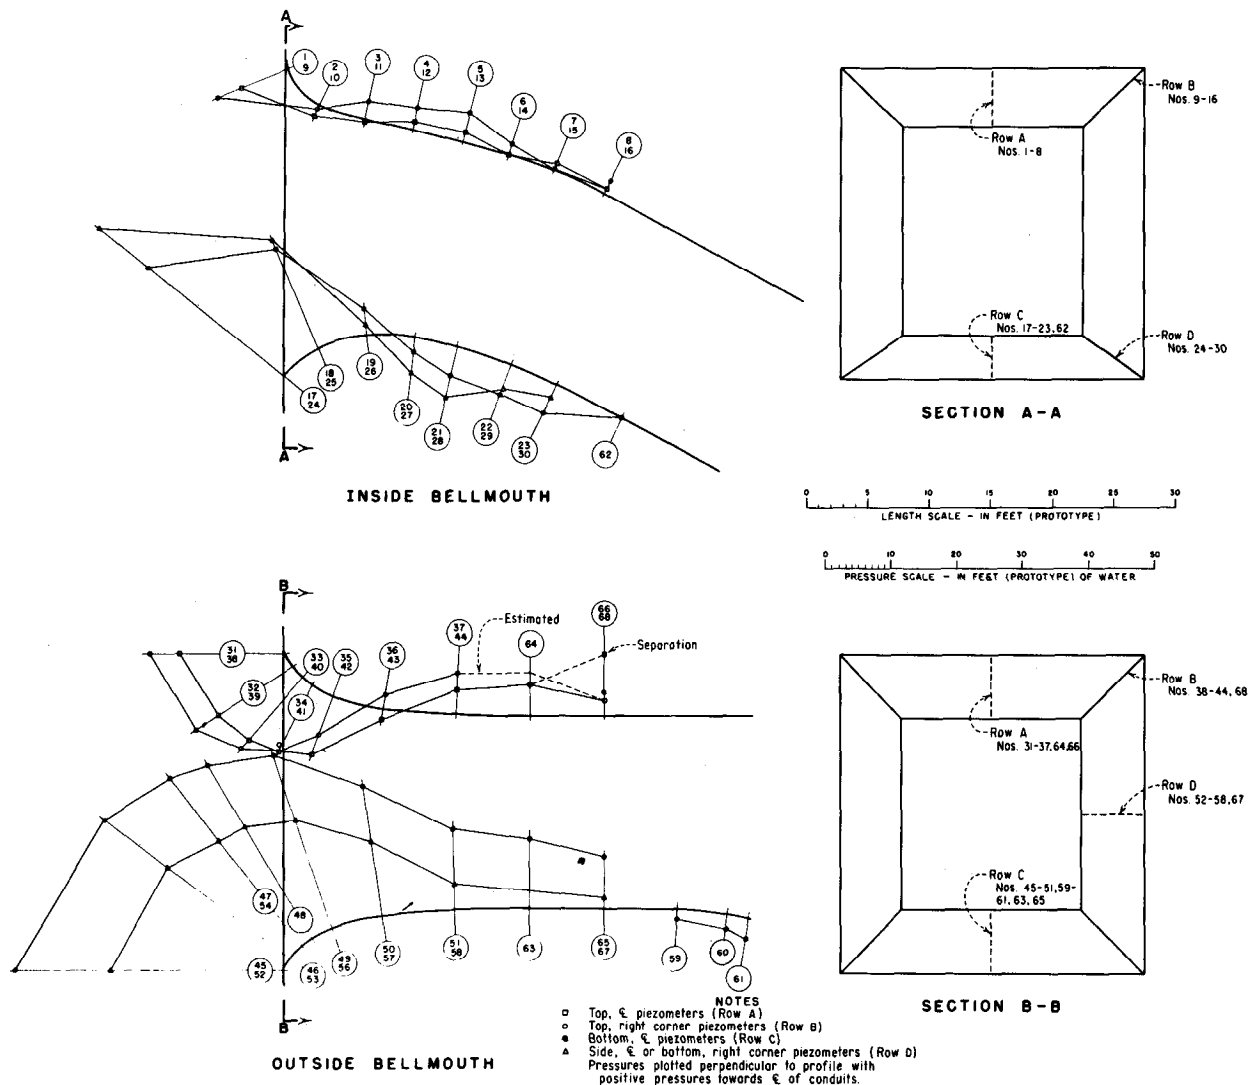 A
1
9
2
10
3
11
4
12
5
13
6
14
7
15
8
16
Row B
Nos. 9-16
Row A
Nos. 1-8
Row C
Nos. 17-23,62
Row D
Nos. 24-30
17
24
18
25
19
26
20
27
21
28
22
29
23
30
62
A
SECTION A-A
INSIDE BELLMOUTH
0 5 10 15 22 25 30
LENGTH SCALE - IN FEET (PROTOTYPE)
0 10 20 30 40 50
PRESSURE SCALE - IN FEET (PROTOTYPE) OF WATER
B
31
38
32
39
33
40
34
41
35
42
36
43
37
44
Estimated
64
66
68
Separation
Row B
Nos. 38-44, 68
Row A
Nos. 31-37,64,66
Row D
Nos. 52-58,67
Row C
Nos. 45-51,59-
61, 63, 65
47
54
48
45
52
46
53
49
56
50
57
51
58
63
65
67
59
60
61
B
SECTION B-B
OUTSIDE BELLMOUTH
NOTES
Top, ℄ piezometers (Row A)
Top, right corner piezometers (Row B)
Bottom, ℄ piezometers (Row C)
Side, ℄ or bottom, right corner piezometers (Row D)
Pressures plotted perpendicular to profile with
positive pressures towards ℄ of conduits.